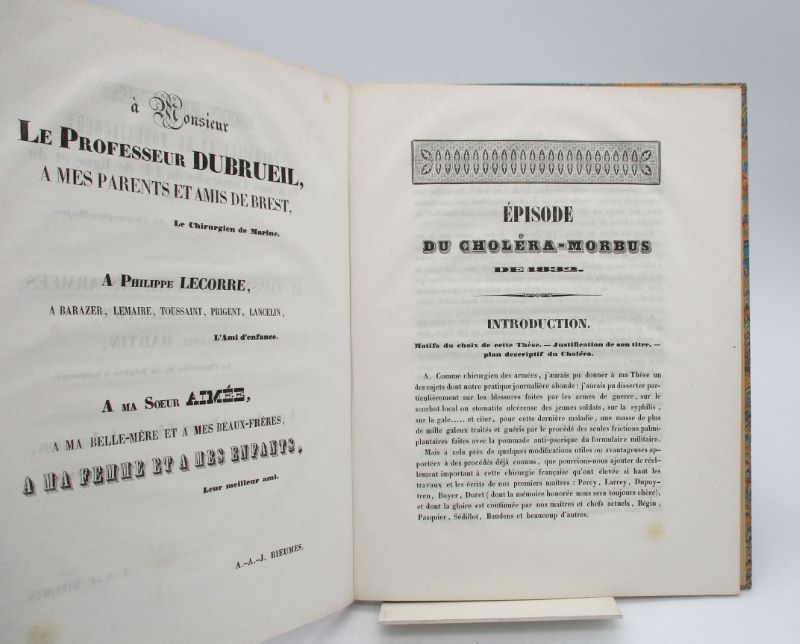 à Monsieur
LE PROFESSEUR DUBRUEIL,
A MES PARENTS ET AMIS DE BREST,
Le Chirurgien de Marine.
A PHILIPPE LECORRE,
A BARAZER, LEMAIRE, TOUSSAINT, PRIGENT, LANCELIN,
L'Ami d'enfance.
A MA SOEUR AIMÉE,
A MA BELLE-MÈRE ET A MES BEAUX-FRÈRES,
A MA FEMME ET A MES ENFANTS,
Leur meilleur ami.
A.-A.-J. RIEUMES.
ÉPISODE
DU CHOLÉRA-MORBUS
DE 1832.
INTRODUCTION.
Motifs du choix de cette Thèse. — Justification de son titre. —
plan descriptif du Choléra.
A. Comme chirurgien des armées, j'aurais pu donner à ma Thèse un
des sujets dont notre pratique journalière abonde : j'aurais pu disserter par-
ticulièrement sur les blessures faites par les armes de guerre, sur le
scorbut local ou stomatite ulcéreuse des jeunes soldats, sur la syphilis,
sur la gale..... et citer, pour cette dernière maladie, une masse de plus
de mille galeux traités et guéris par le procédé des seules frictions palmi-
plantaires faites avec la pommade anti-psorique du formulaire militaire.
Mais à cela près de quelques modifications utiles ou avantageuses ap-
portées à des procédés déjà connus, que pourrions-nous ajouter de réel-
lement important à cette chirurgie française qu'ont élevée si haut les
travaux et les écrits de nos premiers maîtres : Percy, Larrey, Dupuy-
tren, Boyer, Duret (dont la mémoire honorée nous sera toujours chère),
et dont la gloire est continuée par nos maîtres et chefs actuels, Bégin,
Pasquier, Sédillot, Baudens et beaucoup d'autres.